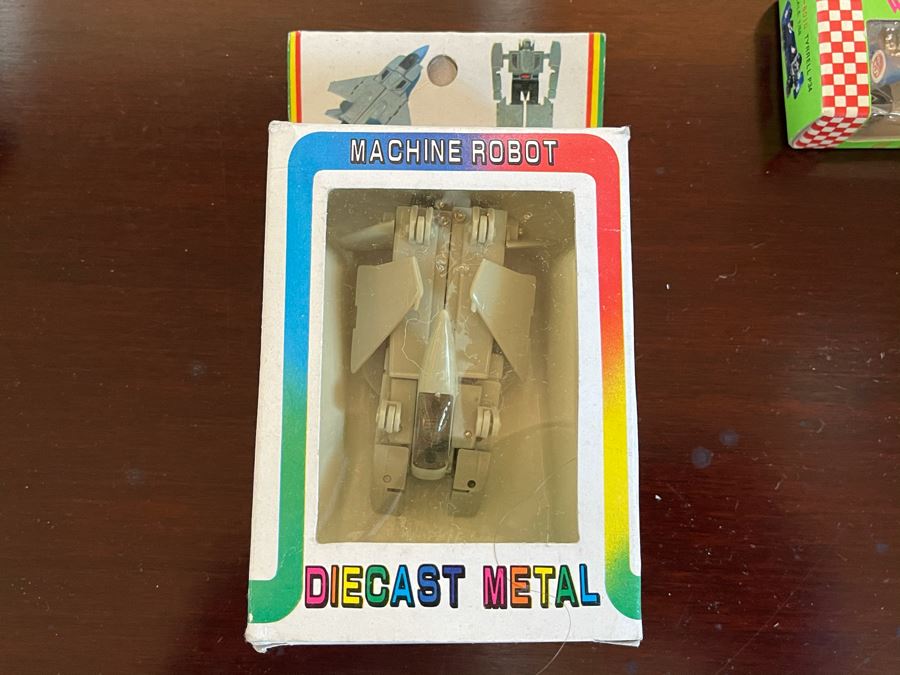 MACHINE ROBOT
DIECAST METAL